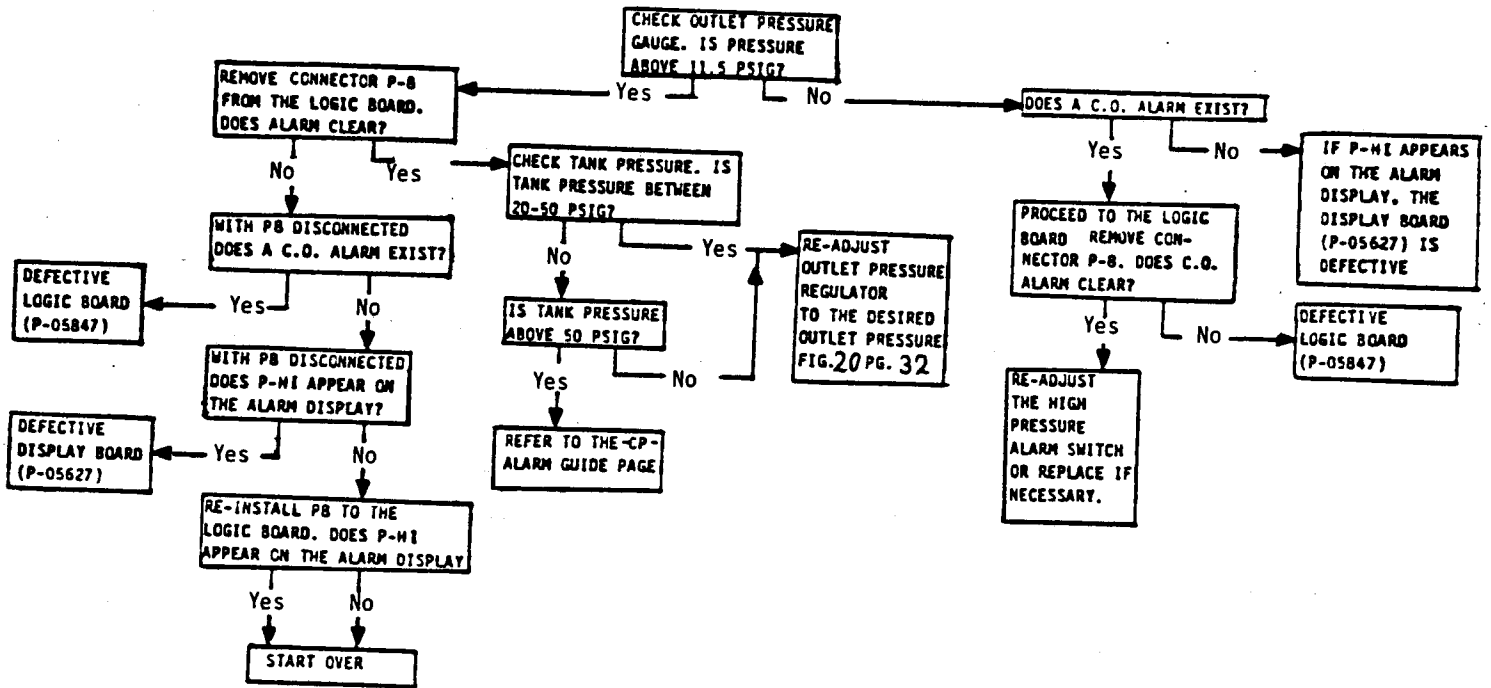 CHECK OUTLET PRESSURE
GAUGE. IS PRESSURE
ABOVE 11.5 PSIG?
Yes
No
REMOVE CONNECTOR P-8
FROM THE LOGIC BOARD.
DOES ALARM CLEAR?
No
Yes
CHECK TANK PRESSURE. IS
TANK PRESSURE BETWEEN
20-50 PSIG?
No
Yes
WITH P8 DISCONNECTED
DOES A C.O. ALARM EXIST?
Yes
No
DEFECTIVE
LOGIC BOARD
(P-05847)
IS TANK PRESSURE
ABOVE 50 PSIG?
Yes
No
RE-ADJUST
OUTLET PRESSURE
REGULATOR
TO THE DESIRED
OUTLET PRESSURE
FIG.20 PG. 32
WITH P8 DISCONNECTED
DOES P-HI APPEAR ON
THE ALARM DISPLAY?
Yes
No
DEFECTIVE
DISPLAY BOARD
(P-05627)
REFER TO THE-CP-
ALARM GUIDE PAGE
RE-INSTALL P8 TO THE
LOGIC BOARD. DOES P-HI
APPEAR ON THE ALARM DISPLAY
Yes
No
START OVER
DOES A C.O. ALARM EXIST?
Yes
No
IF P-HI APPEARS
ON THE ALARM
DISPLAY. THE
DISPLAY BOARD
(P-05627) IS
DEFECTIVE
PROCEED TO THE LOGIC
BOARD REMOVE CON-
NECTOR P-8. DOES C.O.
ALARM CLEAR?
Yes
No
DEFECTIVE
LOGIC BOARD
(P-05847)
RE-ADJUST
THE HIGH
PRESSURE
ALARM SWITCH
OR REPLACE IF
NECESSARY.